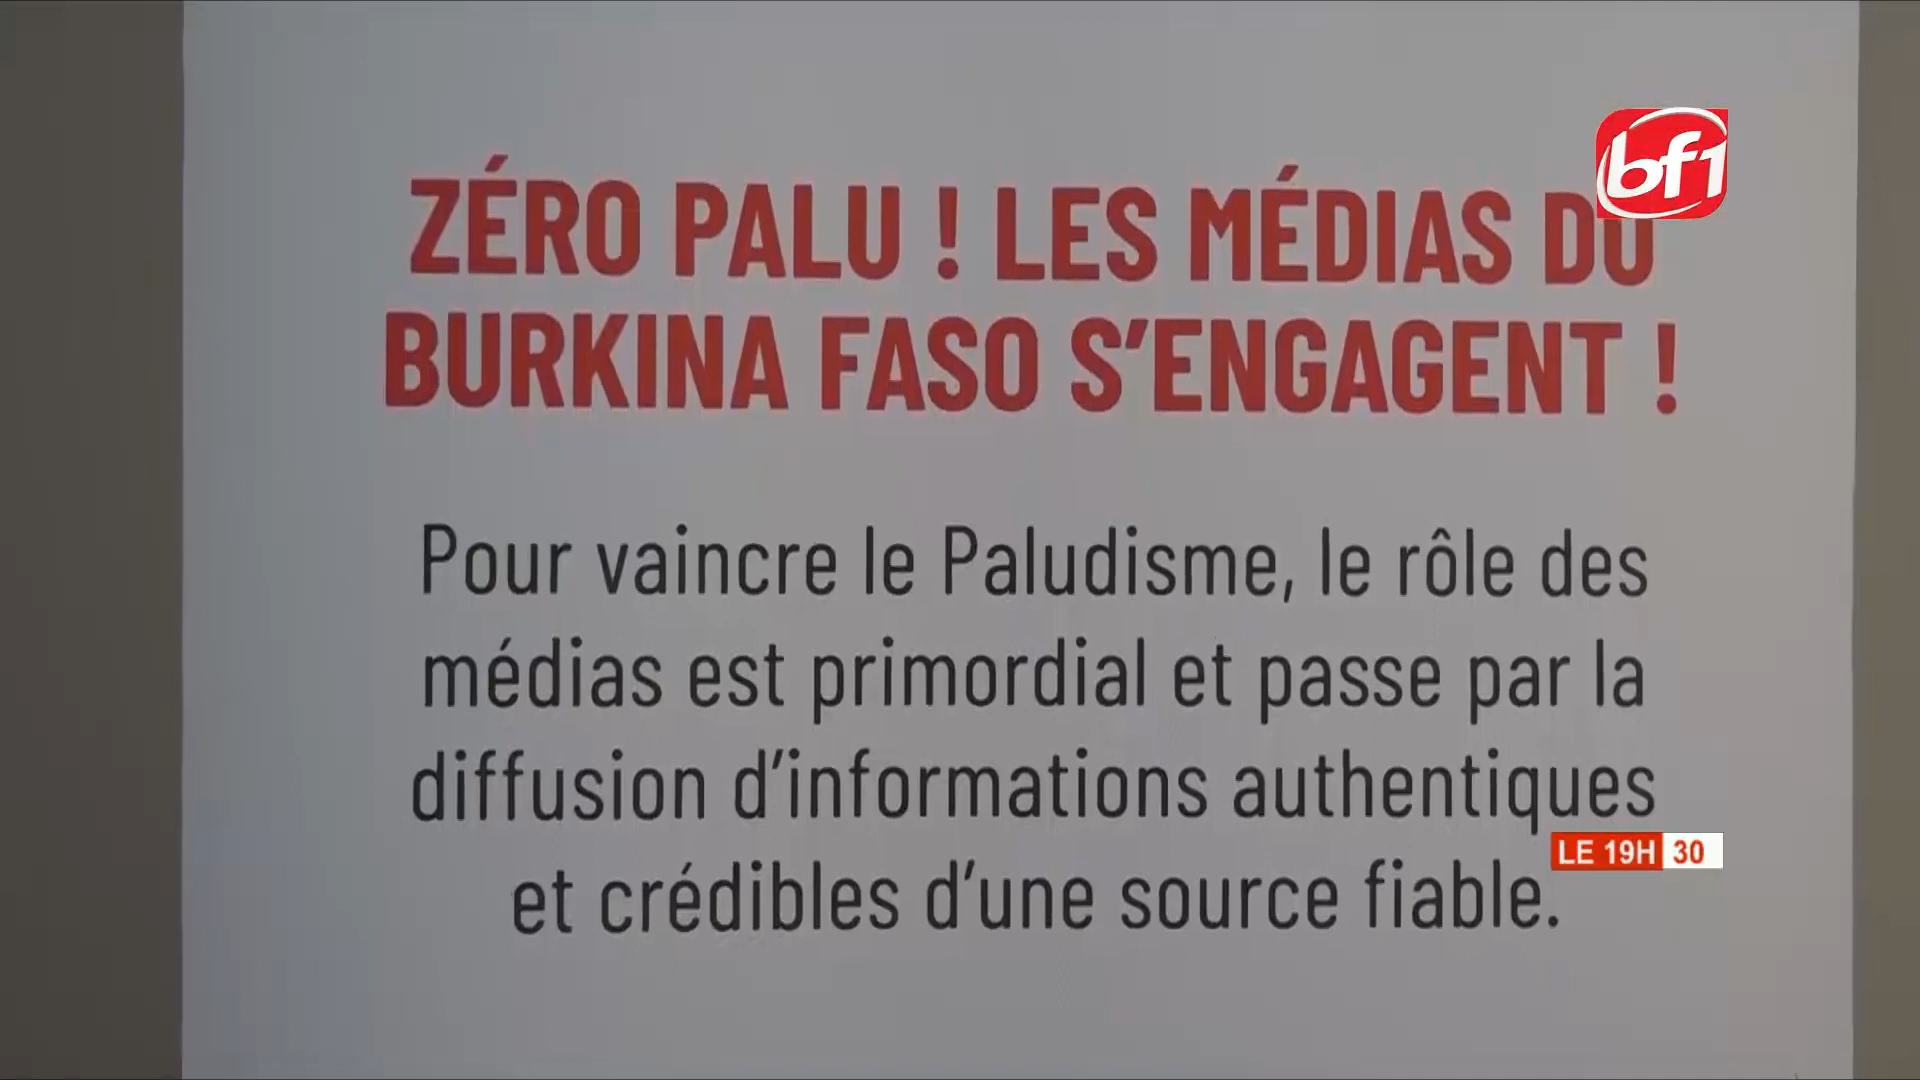 bf1
ZÉRO PALU ! LES MÉDIAS DU
BURKINA FASO S'ENGAGENT !
Pour vaincre le Paludisme, le rôle des
médias est primordial et passe par la
diffusion d'informations authentiques
et crédibles d'une source fiable.
LE 19H 30